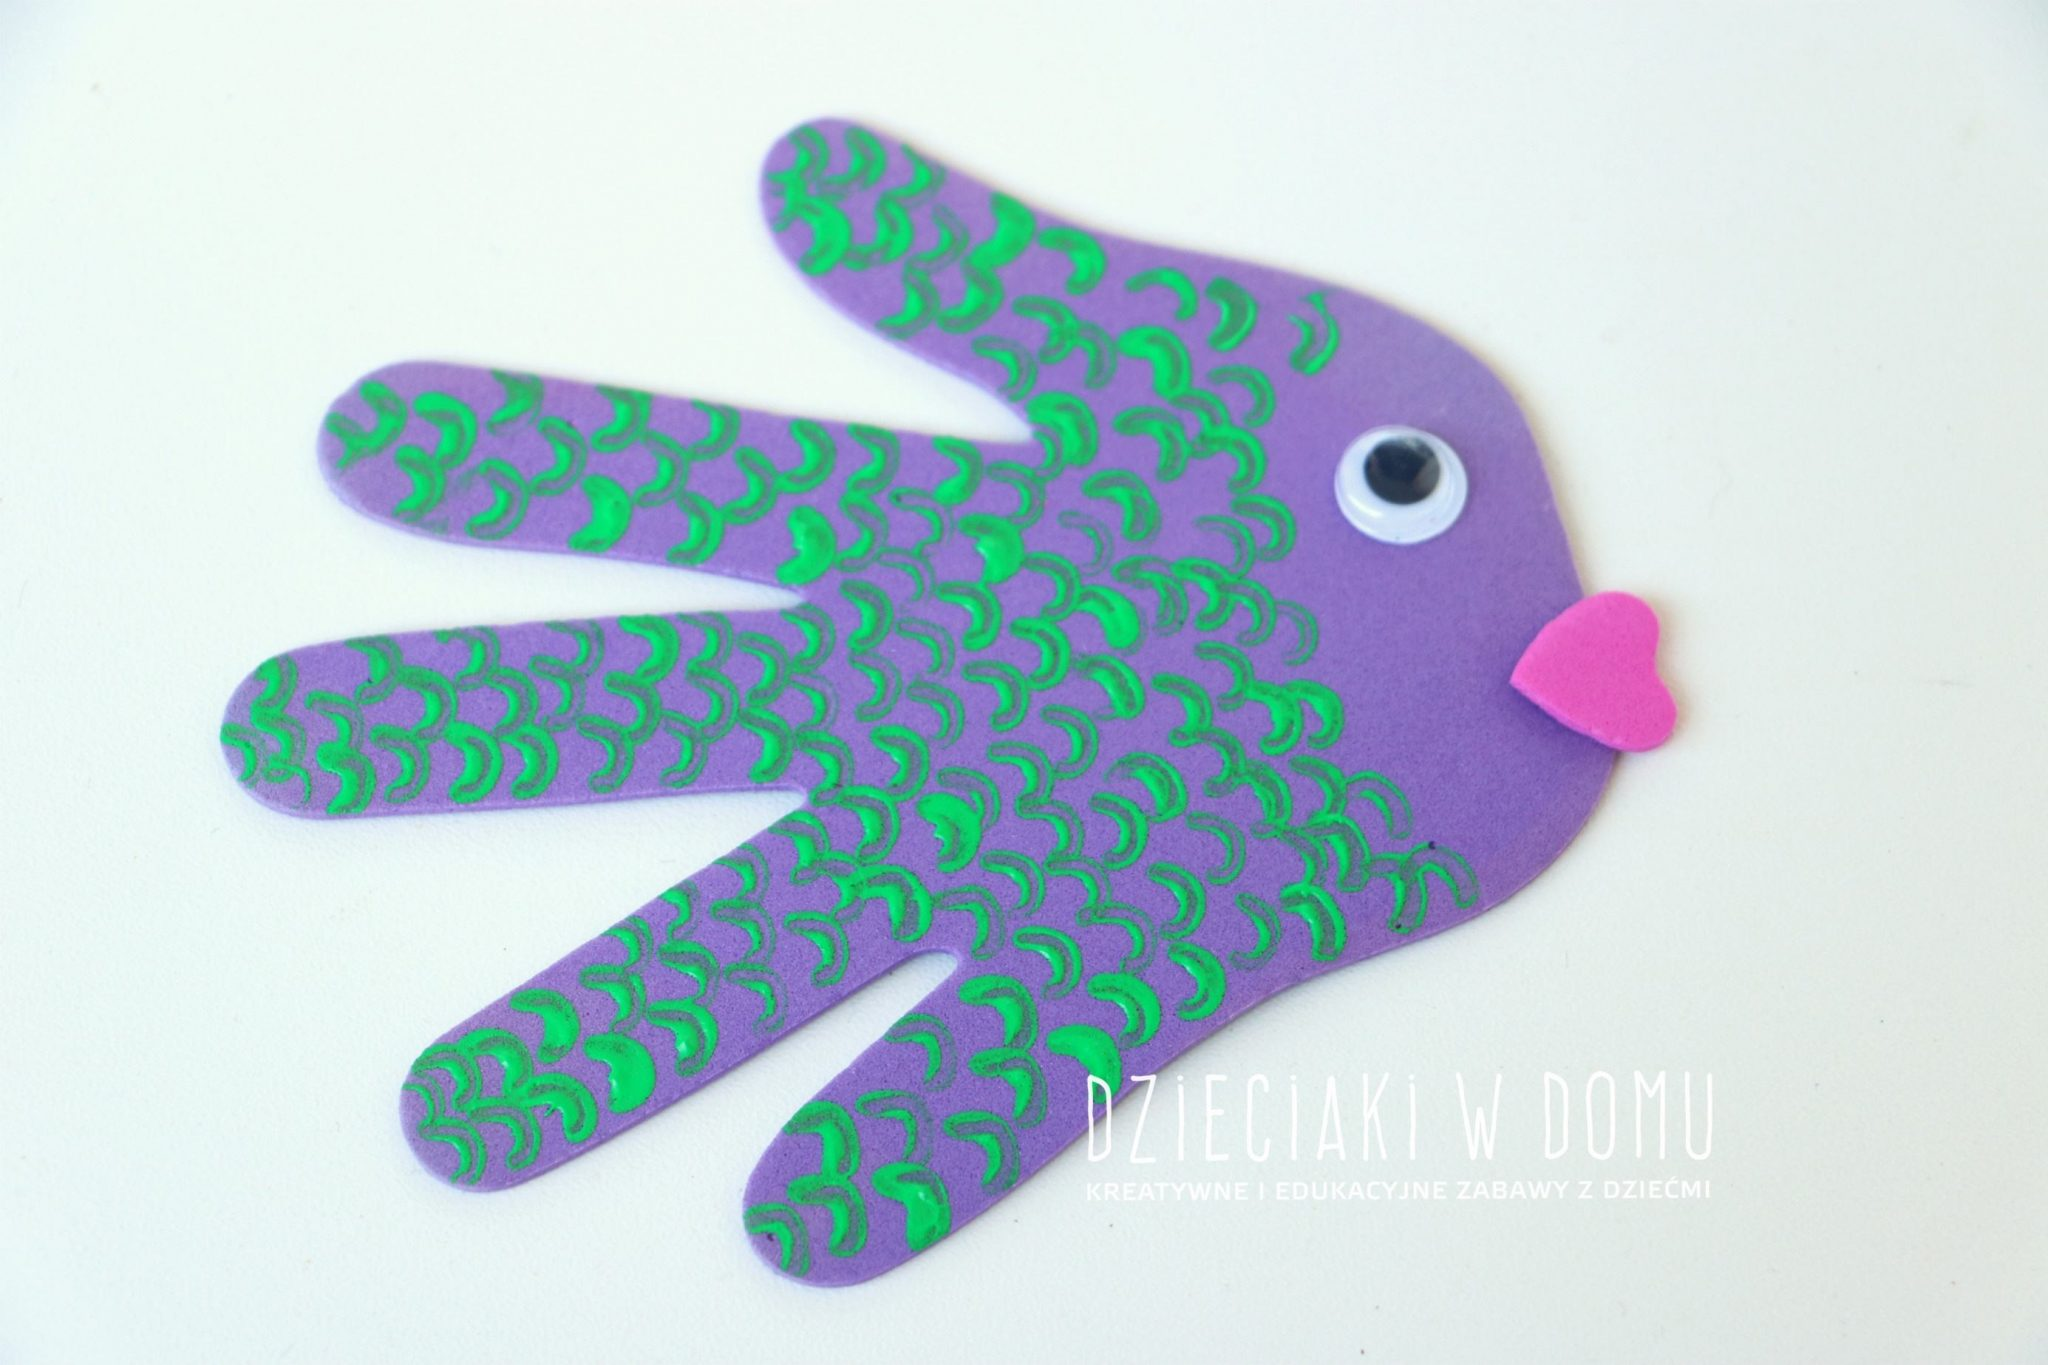 DZiECiAKi W DOMU
KREATYWNE I EDUKACYJNE ZABAWY Z DZIEĆMI